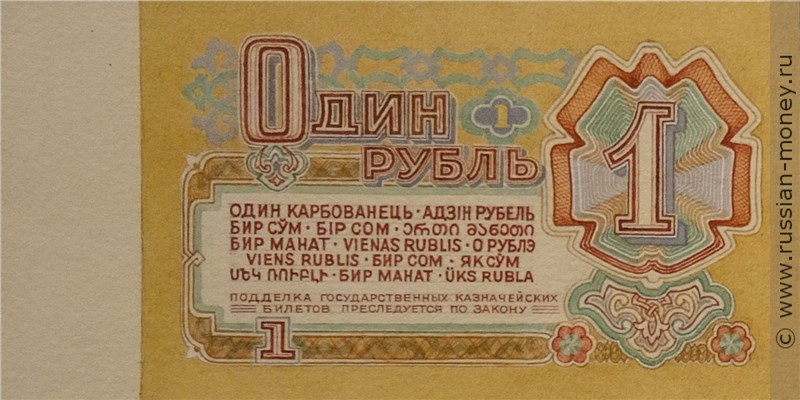 ОДИН
1
РУБЛЬ
1
ОДИН КАРБОВАНЕЦЬ · АДЗІН РУБЕЛЬ
БИР СЎМ · БІР СОМ · ᲔᲠᲗᲘ ᲛᲐᲜᲔᲗᲘ
БИР МАНАТ · VIENAS RUBLIS · О РУБЛЭ
VIENS RUBLIS · БИР СОМ · ЯК СӮМ
ՄԵԿ ՌՈՒԲԼԻ · БИР МАНАТ · ÜKS RUBLA
ПОДДЕЛКА ГОСУДАРСТВЕННЫХ КАЗНАЧЕЙСКИХ
БИЛЕТОВ ПРЕСЛЕДУЕТСЯ ПО ЗАКОНУ
1
© www.russian-money.ru